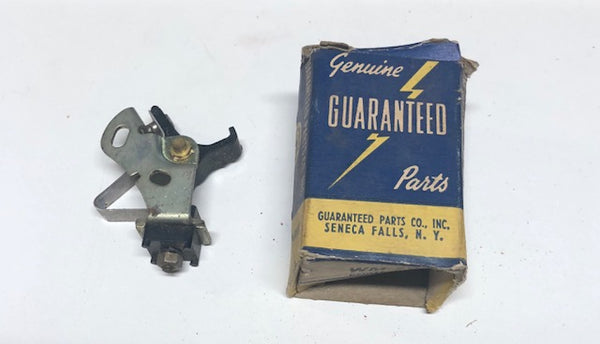 Genuine
GUARANTEED
Parts
GUARANTEED PARTS CO., INC.
SENECA FALLS, N. Y.